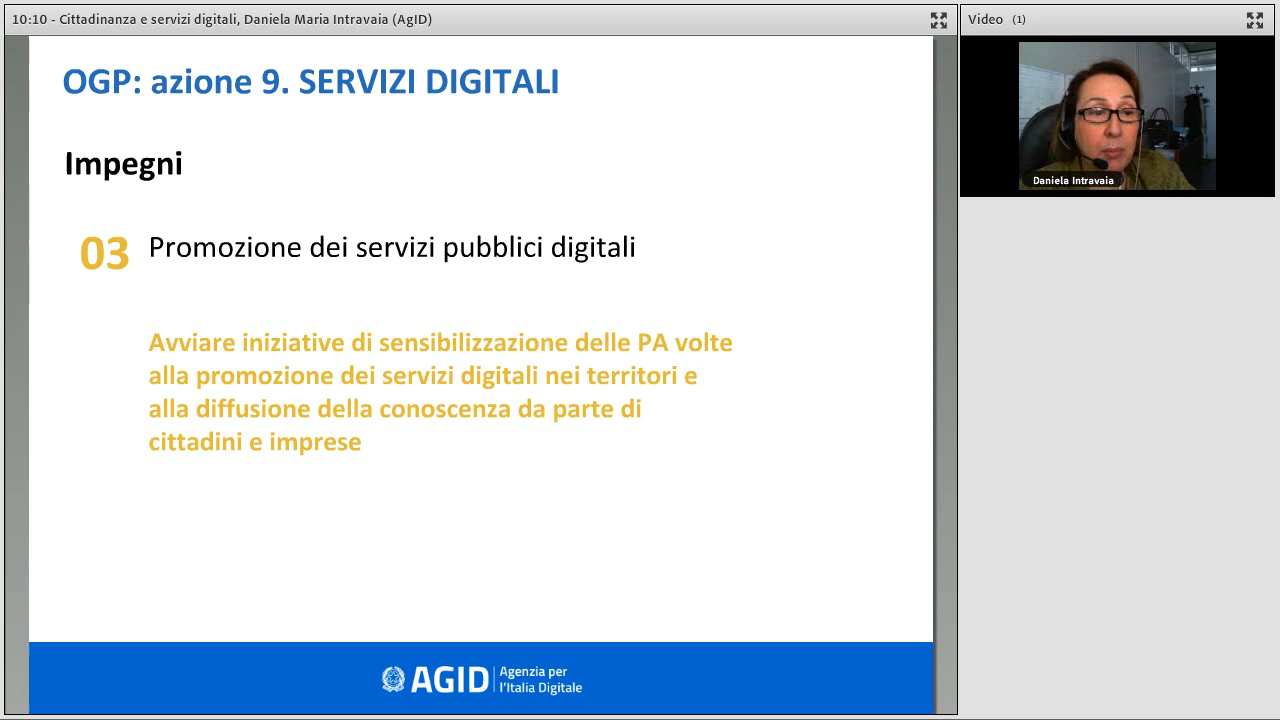 10:10 - Cittadinanza e servizi digitali, Daniela Maria Intravaia (AgID)
Video (1)
OGP: azione 9. SERVIZI DIGITALI
Impegni
03 Promozione dei servizi pubblici digitali
Avviare iniziative di sensibilizzazione delle PA volte
alla promozione dei servizi digitali nei territori e
alla diffusione della conoscenza da parte di
cittadini e imprese
Daniela Intravaia
AGID
Agenzia per
l'Italia Digitale